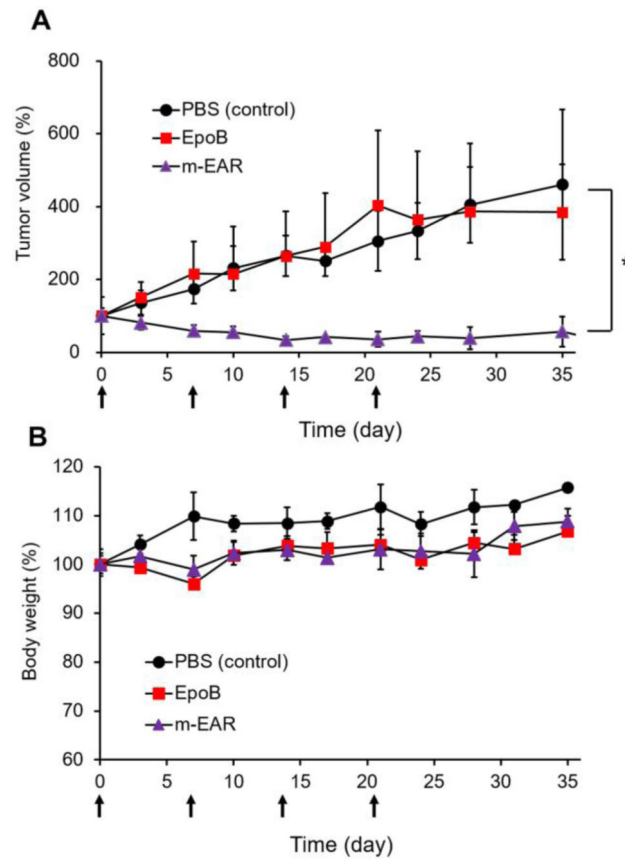 A
800
600
400
200
0
Tumor volume (%)
PBS (control)
EpoB
m-EAR
*
0 5 10 15 20 25 30 35
Time (day)
B
120
110
100
90
80
70
60
Body weight (%)
PBS (control)
EpoB
m-EAR
0 5 10 15 20 25 30 35
Time (day)